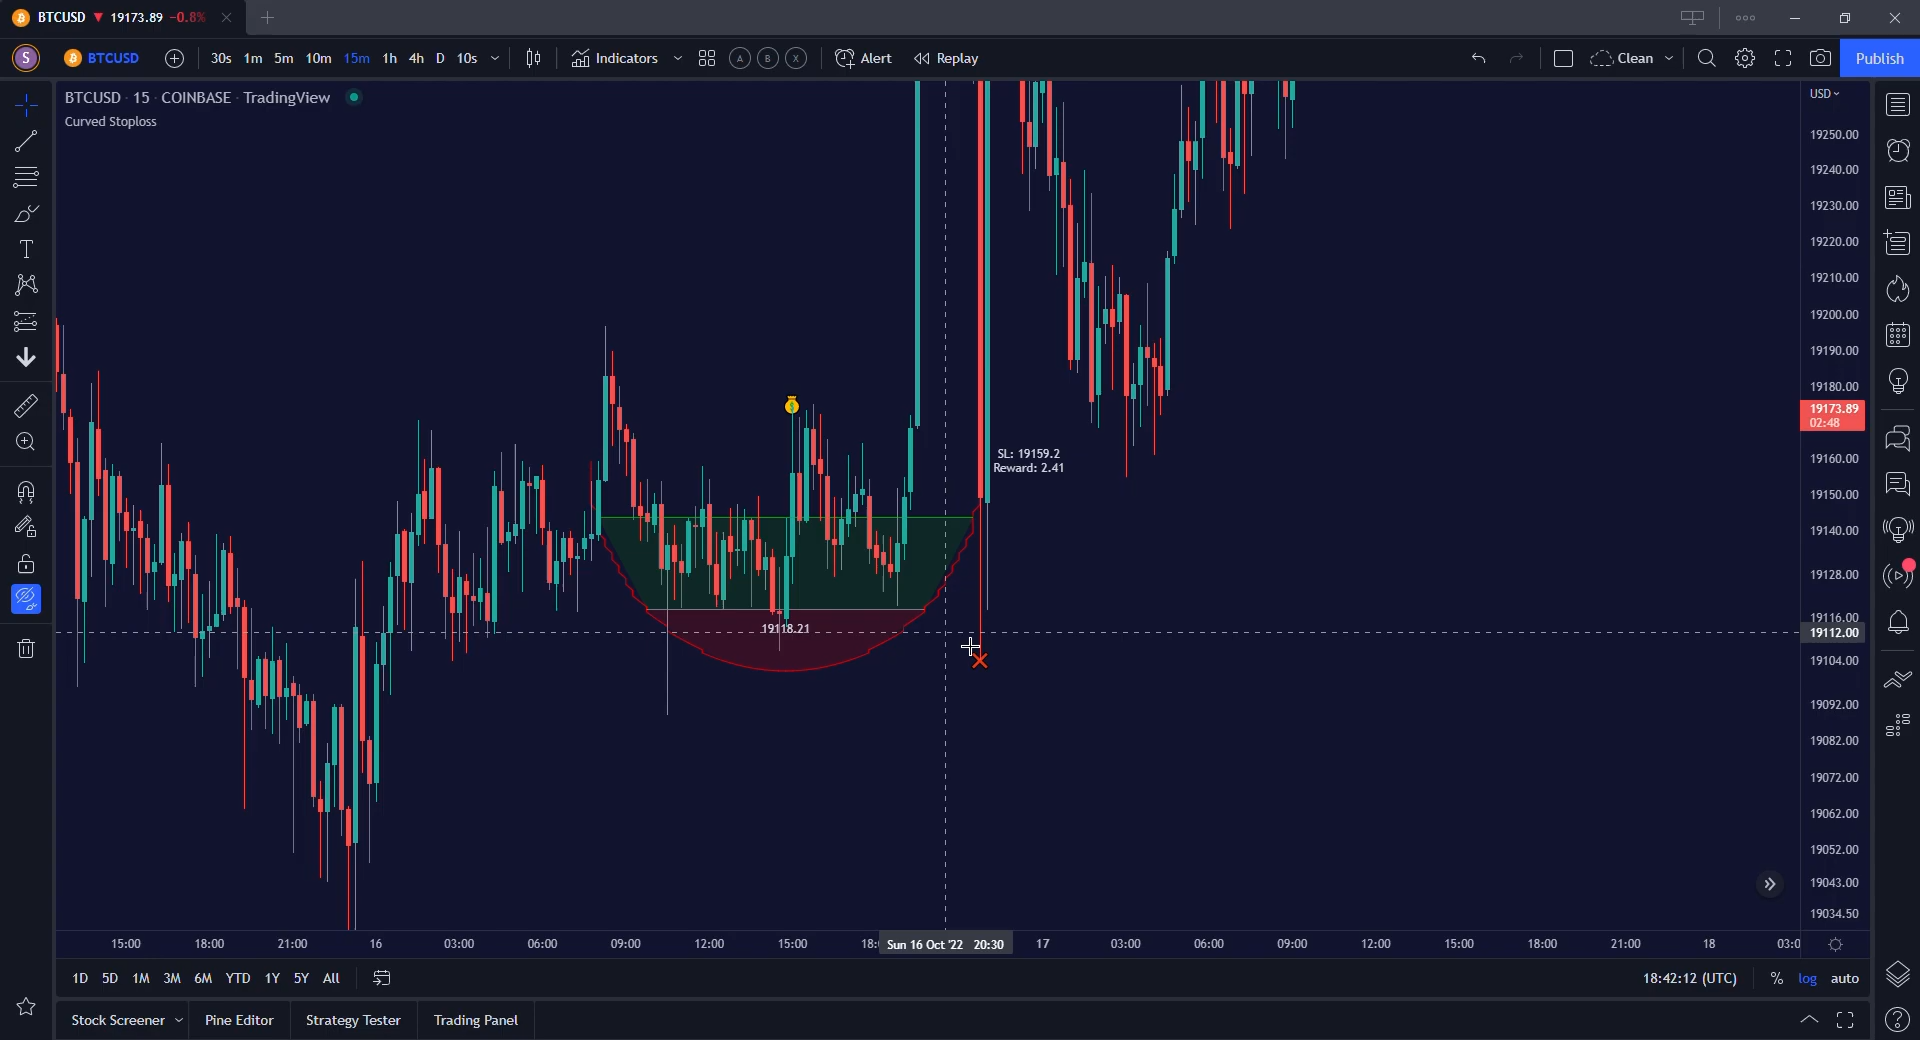 BTCUSD ▼ 19173.89 −0.8%
S BTCUSD 30s 1m 5m 10m 15m 1h 4h D 10s Indicators A B X Alert Replay Clean Publish
BTCUSD · 15 · COINBASE · TradingView
Curved Stoploss
USD
19250.00
19240.00
19230.00
19220.00
19210.00
19200.00
19190.00
19180.00
19173.89
02:48
19160.00
19150.00
19140.00
19128.00
19116.00
19112.00
19104.00
19092.00
19082.00
19072.00
19062.00
19052.00
19043.00
19034.50
SL: 19159.2
Reward: 2.41
19118.21
15:00 18:00 21:00 16 03:00 06:00 09:00 12:00 15:00 18: Sun 16 Oct '22 20:30 17 03:00 06:00 09:00 12:00 15:00 18:00 21:00 18 03:0
1D 5D 1M 3M 6M YTD 1Y 5Y All 18:42:12 (UTC) % log auto
Stock Screener Pine Editor Strategy Tester Trading Panel